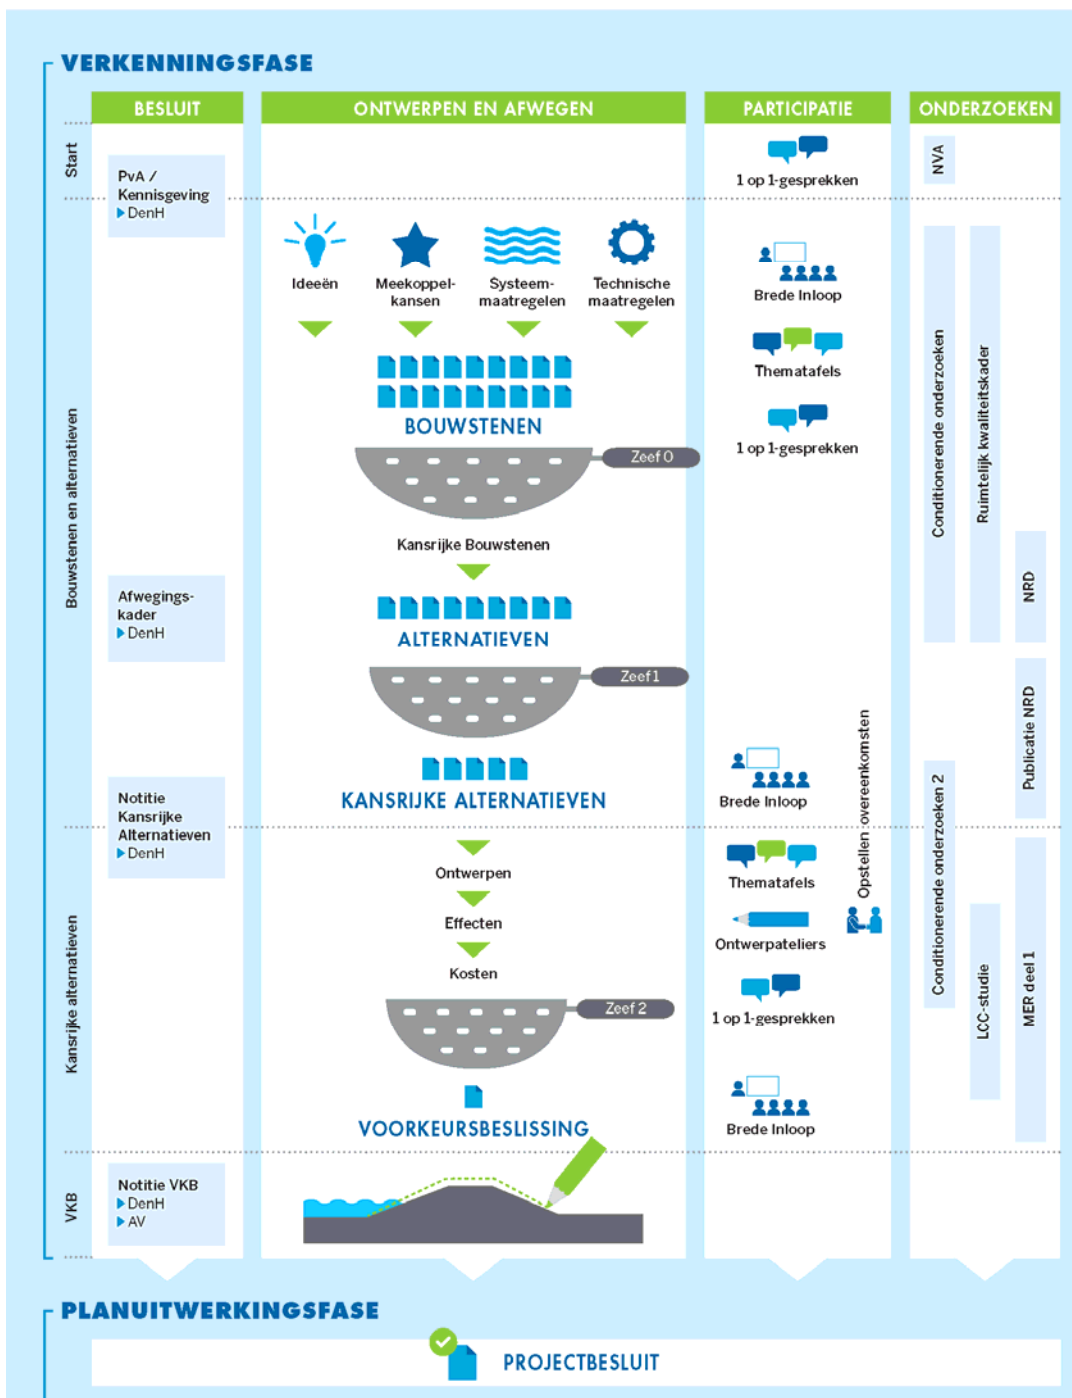 VERKENNINGSFASE
BESLUIT
ONTWERPEN EN AFWEGEN
PARTICIPATIE
ONDERZOEKEN
Start
PvA /
Kennisgeving
DenH
1 op 1-gesprekken
NVA
Bouwstenen en alternatieven
Ideeën
Meekoppel-
kansen
Systeem-
maatregelen
Technische
maatregelen
BOUWSTENEN
Zeef 0
Kansrijke Bouwstenen
Afwegings-
kader
DenH
ALTERNATIEVEN
Zeef 1
KANSRIJKE ALTERNATIEVEN
Notitie
Kansrijke
Alternatieven
DenH
Brede Inloop
Thematafels
1 op 1-gesprekken
Brede Inloop
Conditionerende onderzoeken
Ruimtelijk kwaliteitskader
NRD
Publicatie NRD
Kansrijke alternatieven
Ontwerpen
Effecten
Kosten
Zeef 2
VOORKEURSBESLISSING
Thematafels
Ontwerpateliers
1 op 1-gesprekken
Brede Inloop
Opstellen overeenkomsten
Conditionerende onderzoeken 2
LCC-studie
MER deel 1
VKB
Notitie VKB
DenH
AV
PLANUITWERKINGSFASE
PROJECTBESLUIT